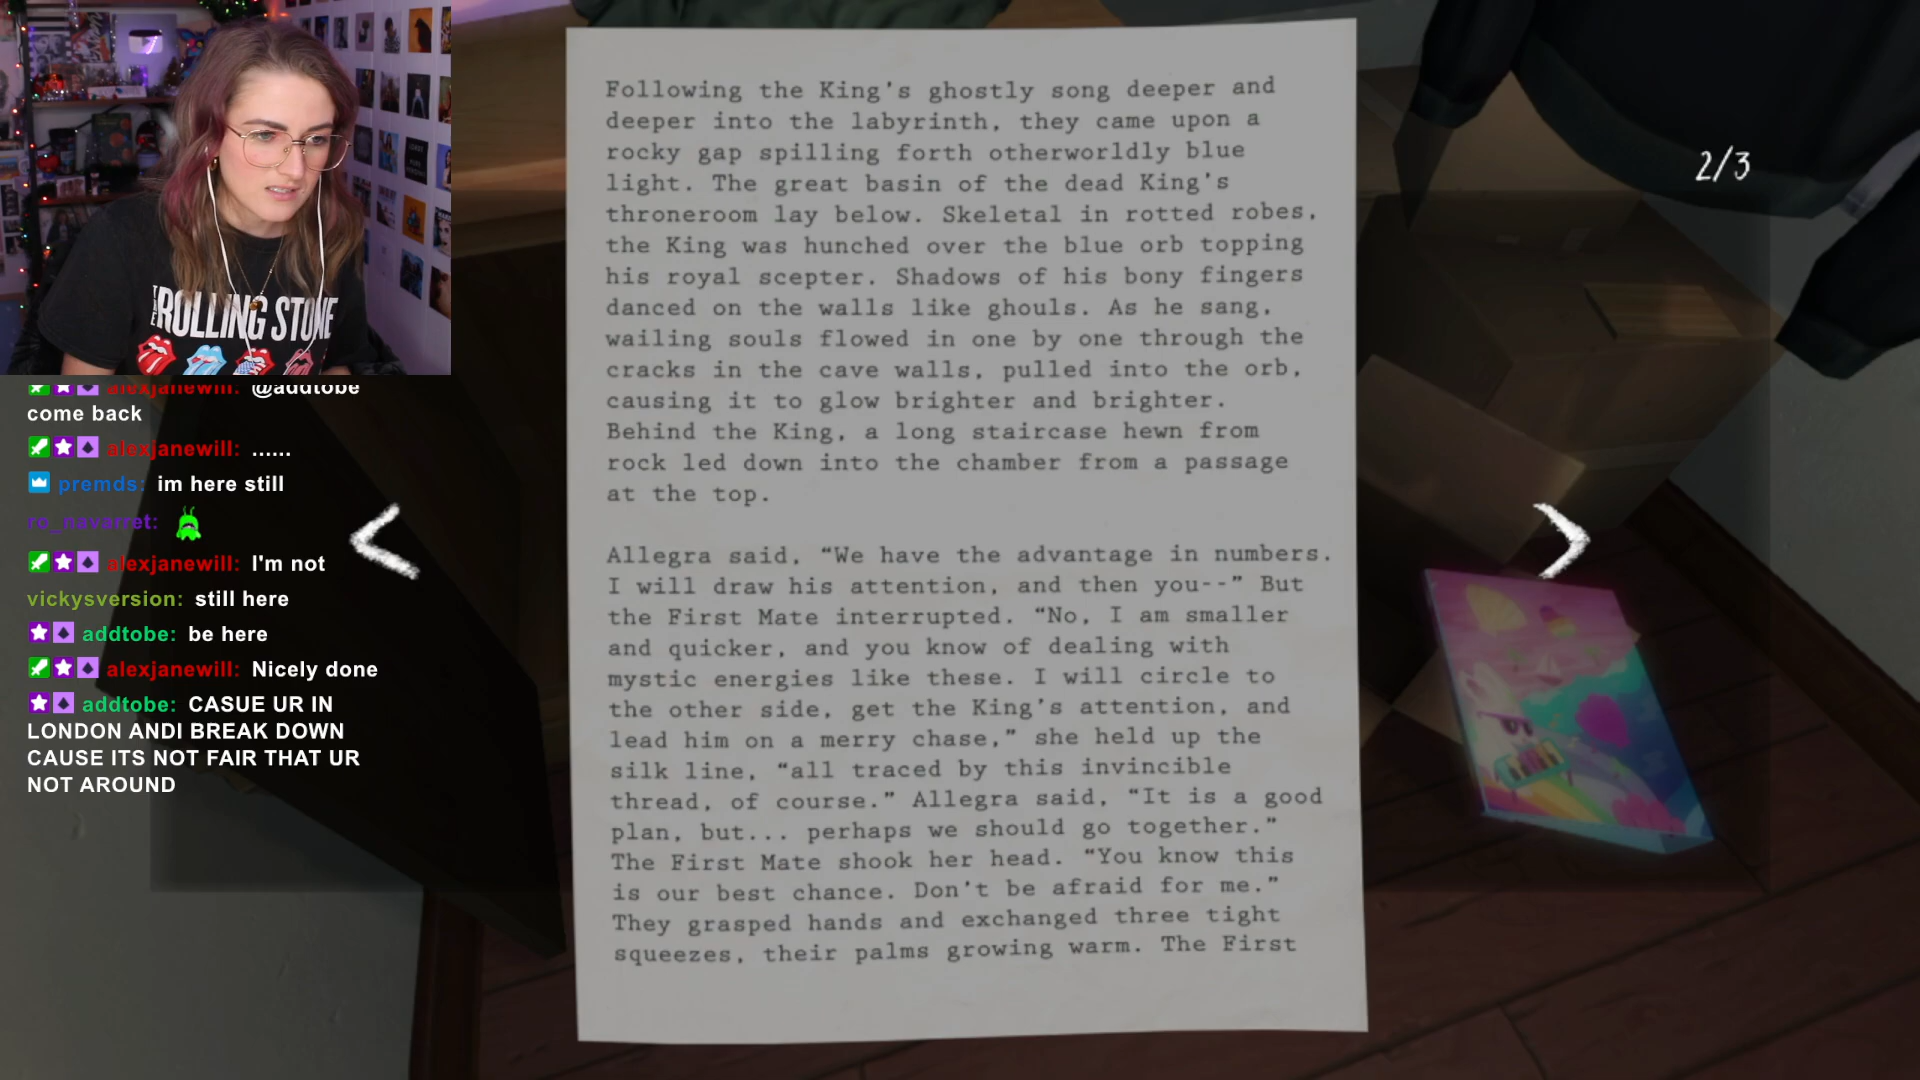 THE
ROLLING STONE
@addtobe
come back
alexjanewill: ......
premds: im here still
ro_navarret:
alexjanewill: I'm not
vickysversion: still here
addtobe: be here
alexjanewill: Nicely done
addtobe: CASUE UR IN
LONDON ANDI BREAK DOWN
CAUSE ITS NOT FAIR THAT UR
NOT AROUND
Following the King's ghostly song deeper and
deeper into the labyrinth, they came upon a
rocky gap spilling forth otherworldly blue
light. The great basin of the dead King's
throneroom lay below. Skeletal in rotted robes,
the King was hunched over the blue orb topping
his royal scepter. Shadows of his bony fingers
danced on the walls like ghouls. As he sang,
wailing souls flowed in one by one through the
cracks in the cave walls, pulled into the orb,
causing it to glow brighter and brighter.
Behind the King, a long staircase hewn from
rock led down into the chamber from a passage
at the top.
Allegra said, “We have the advantage in numbers.
I will draw his attention, and then you--” But
the First Mate interrupted. “No, I am smaller
and quicker, and you know of dealing with
mystic energies like these. I will circle to
the other side, get the King's attention, and
lead him on a merry chase,” she held up the
silk line, “all traced by this invincible
thread, of course.” Allegra said, “It is a good
plan, but... perhaps we should go together.”
The First Mate shook her head. “You know this
is our best chance. Don't be afraid for me.”
They grasped hands and exchanged three tight
squeezes, their palms growing warm. The First
2/3